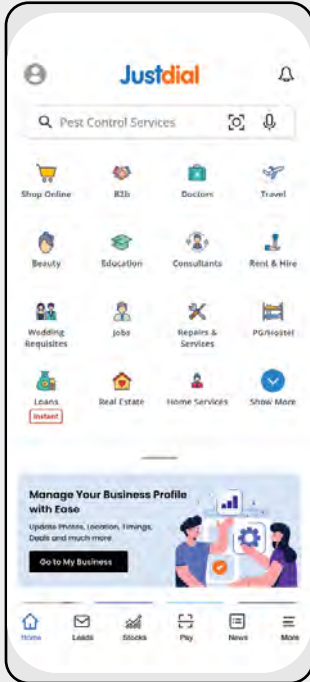 Justdial
Pest Control Services
Shop Online
B2b
Doctors
Travel
Beauty
Education
Consultants
Rent & Hire
Wedding
Requisites
Jobs
Repairs &
Services
PG/Hostel
Loans
Instant
Real Estate
Home Services
Show More
Manage Your Business Profile
with Ease
Update Photos, Location, Timings,
Deals and much more
Go to My Business
Home
Leads
Stocks
Pay
News
More